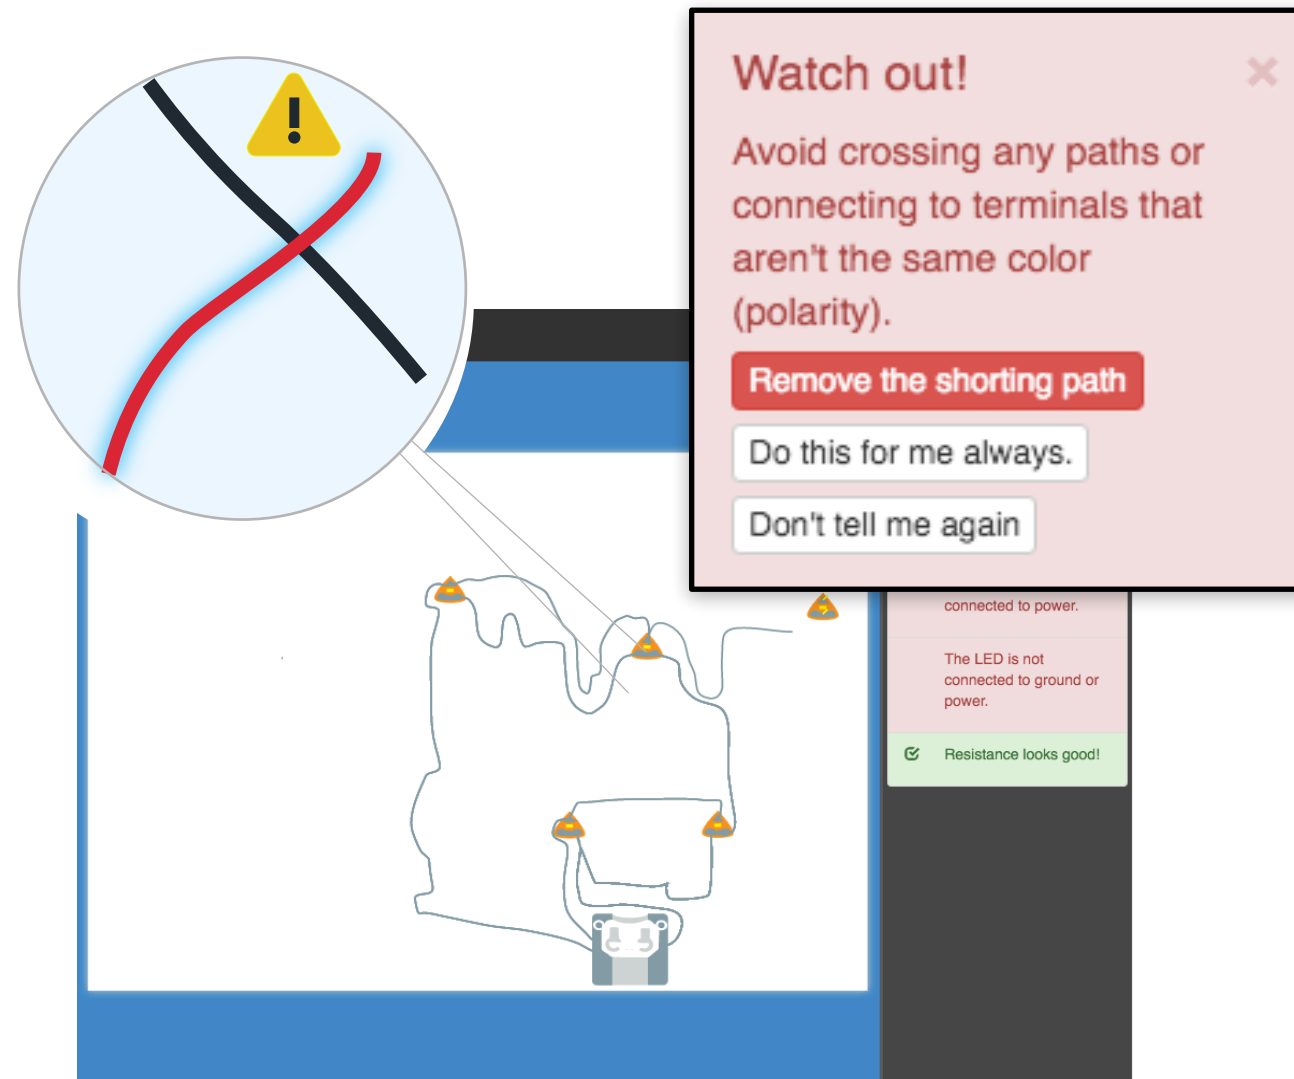 Watch out!
Avoid crossing any paths or
connecting to terminals that
aren't the same color
(polarity).
Remove the shorting path
Do this for me always.
Don't tell me again
connected to power.
The LED is not
connected to ground or
power.
Resistance looks good!